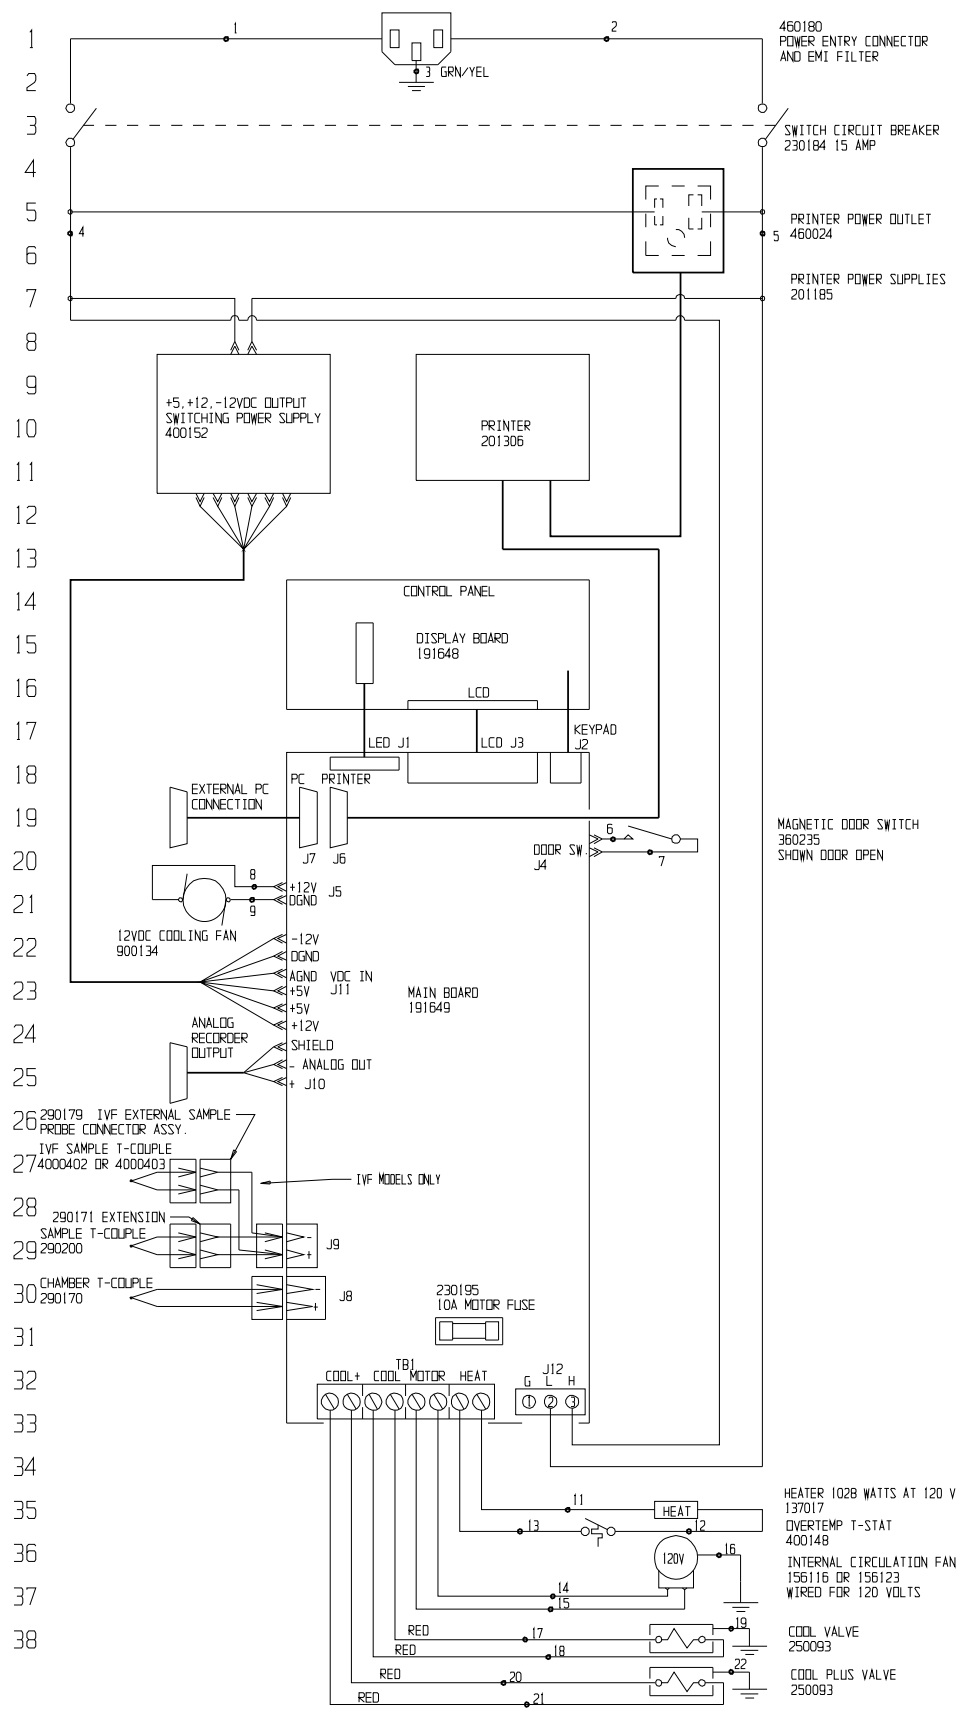 1
1
2
460180
POWER ENTRY CONNECTOR
AND EMI FILTER
2
3 GRN/YEL
3
SWITCH CIRCUIT BREAKER
230184 15 AMP
4
5
PRINTER POWER OUTLET
460024
4
5
6
PRINTER POWER SUPPLIES
201185
7
8
9
+5,+12,-12VDC OUTPUT
SWITCHING POWER SUPPLY
400152
10
PRINTER
201306
11
12
13
14
CONTROL PANEL
15
DISPLAY BOARD
191648
16
LCD
17
KEYPAD
LED J1
LCD J3
J2
18
PC
PRINTER
EXTERNAL PC
CONNECTION
19
6
MAGNETIC DOOR SWITCH
360235
SHOWN DOOR OPEN
20
J7
J6
DOOR SW.
J4
7
8
+12V
J5
21
DGND
9
12VDC COOLING FAN
900134
22
-12V
DGND
AGND VDC IN
23
+5V
J11
MAIN BOARD
191649
+5V
24
+12V
ANALOG
RECORDER
OUTPUT
SHIELD
25
- ANALOG OUT
+ J10
26
290179 IVF EXTERNAL SAMPLE
PROBE CONNECTOR ASSY.
27
IVF SAMPLE T-COUPLE
4000402 OR 4000403
IVF MODELS ONLY
28
290171 EXTENSION
29
SAMPLE T-COUPLE
290200
-
+
J9
30
CHAMBER T-COUPLE
290170
-
+
J8
230195
10A MOTOR FUSE
31
32
TB1
COOL+
COOL
MOTOR
HEAT
J12
G
L
H
1
2
3
33
34
35
11
HEAT
HEATER 1028 WATTS AT 120 V
137017
13
12
OVERTEMP T-STAT
400148
36
120V
16
INTERNAL CIRCULATION FAN
156116 OR 156123
WIRED FOR 120 VOLTS
37
14
15
38
RED
17
19
COOL VALVE
250093
RED
18
RED
20
22
COOL PLUS VALVE
250093
RED
21